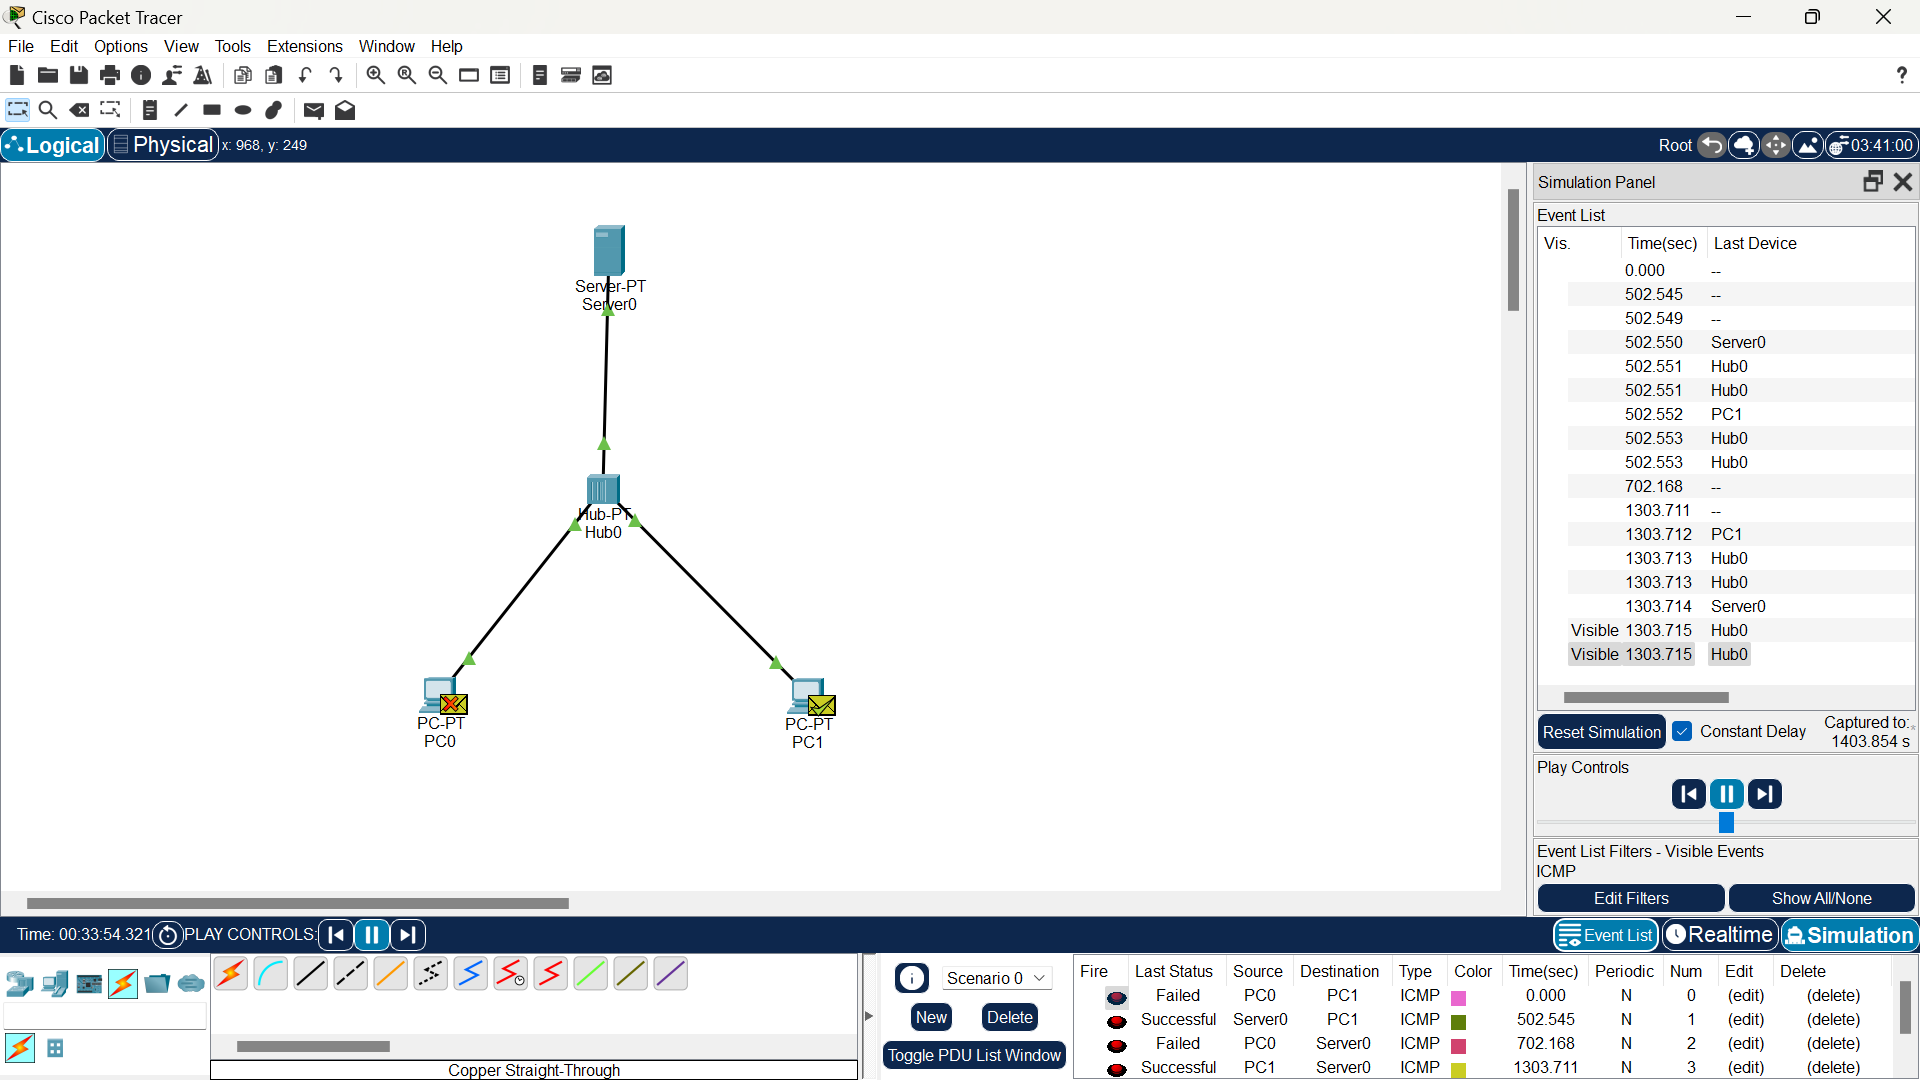 Cisco Packet Tracer
File Edit Options View Tools Extensions Window Help
?
Logical Physical x: 968, y: 249 Root 03:41:00
Server-PT
Server0
Hub-PT
Hub0
PC-PT
PC0
PC-PT
PC1
Simulation Panel
Event List
Vis. Time(sec) Last Device
0.000 --
502.545 --
502.549 --
502.550 Server0
502.551 Hub0
502.551 Hub0
502.552 PC1
502.553 Hub0
502.553 Hub0
702.168 --
1303.711 --
1303.712 PC1
1303.713 Hub0
1303.713 Hub0
1303.714 Server0
Visible 1303.715 Hub0
Visible 1303.715 Hub0
Reset Simulation Constant Delay Captured to:
1403.854 s
Play Controls
Event List Filters - Visible Events
ICMP
Edit Filters Show All/None
Time: 00:33:54.321 PLAY CONTROLS: Event List Realtime Simulation
Copper Straight-Through
Scenario 0
New Delete
Toggle PDU List Window
Fire Last Status Source Destination Type Color Time(sec) Periodic Num Edit Delete
Failed PC0 PC1 ICMP 0.000 N 0 (edit) (delete)
Successful Server0 PC1 ICMP 502.545 N 1 (edit) (delete)
Failed PC0 Server0 ICMP 702.168 N 2 (edit) (delete)
Successful PC1 Server0 ICMP 1303.711 N 3 (edit) (delete)